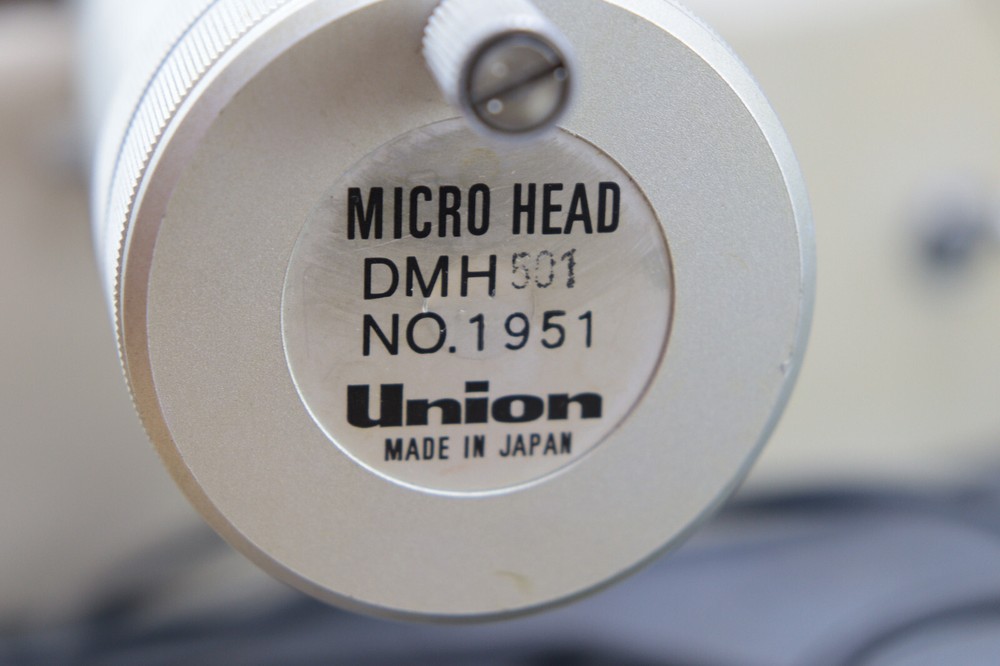 MICRO HEAD
DMH 501
NO.1951
Union
MADE IN JAPAN